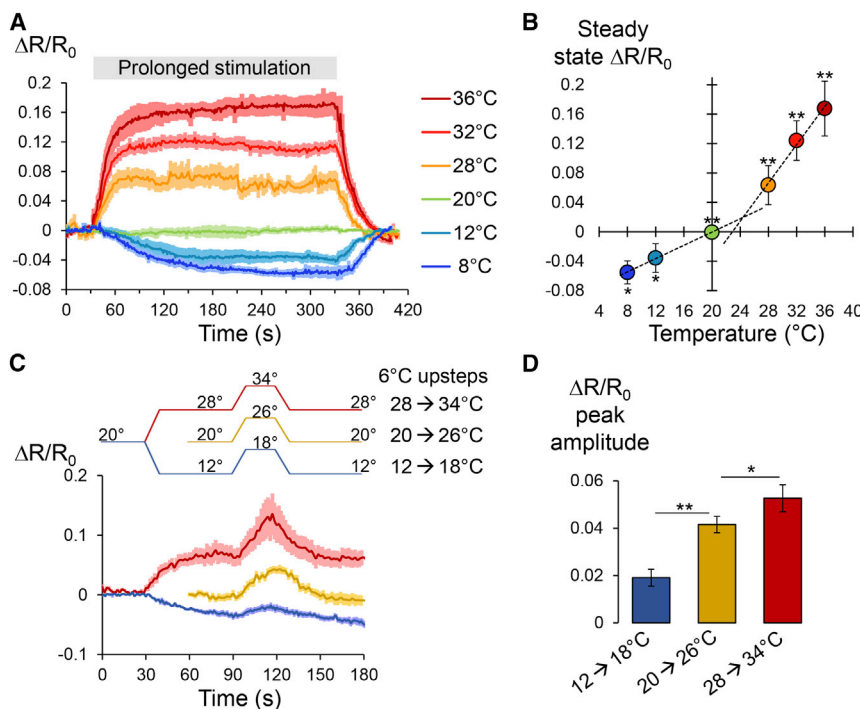 A
ΔR/R0
Prolonged stimulation
0.2
0.16
0.12
0.08
0.04
0
-0.04
-0.08
0 60 120 180 240 300 360 420
Time (s)
36°C
32°C
28°C
20°C
12°C
8°C
B
Steady
state ΔR/R0
0.2
0.16
0.12
0.08
0.04
0
-0.04
-0.08
**
**
**
**
*
*
4 8 12 16 20 24 28 32 36 40
Temperature (°C)
C
6°C upsteps
34°
28° 28° 28 → 34°C
26°
20° 20° 20° 20 → 26°C
18°
12° 12° 12 → 18°C
ΔR/R0
0.2
0.1
0
-0.1
0 30 60 90 120 150 180
Time (s)
D
ΔR/R0
peak
amplitude
0.06
0.04
0.02
0
**
*
12 → 18°C
20 → 26°C
28 → 34°C